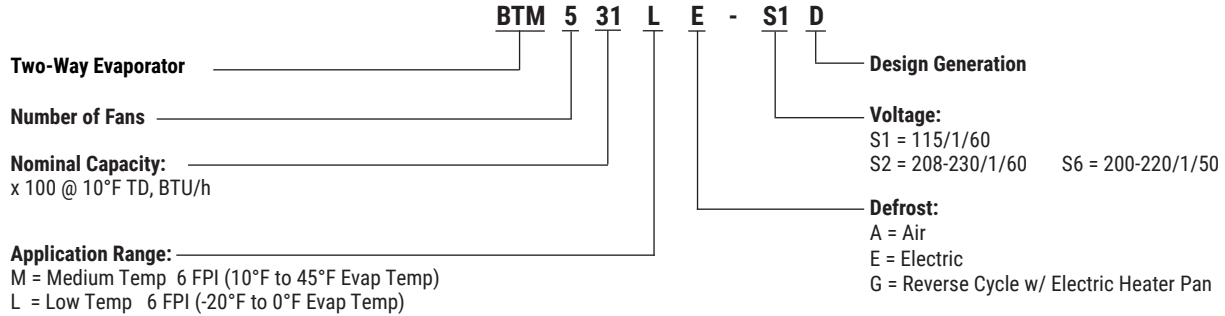 BTM 5 31 L E - S1 D
Two-Way Evaporator
Number of Fans
Nominal Capacity:
x 100 @ 10°F TD, BTU/h
Application Range:
M = Medium Temp 6 FPI (10°F to 45°F Evap Temp)
L = Low Temp 6 FPI (-20°F to 0°F Evap Temp)
Design Generation
Voltage:
S1 = 115/1/60
S2 = 208-230/1/60 S6 = 200-220/1/50
Defrost:
A = Air
E = Electric
G = Reverse Cycle w/ Electric Heater Pan